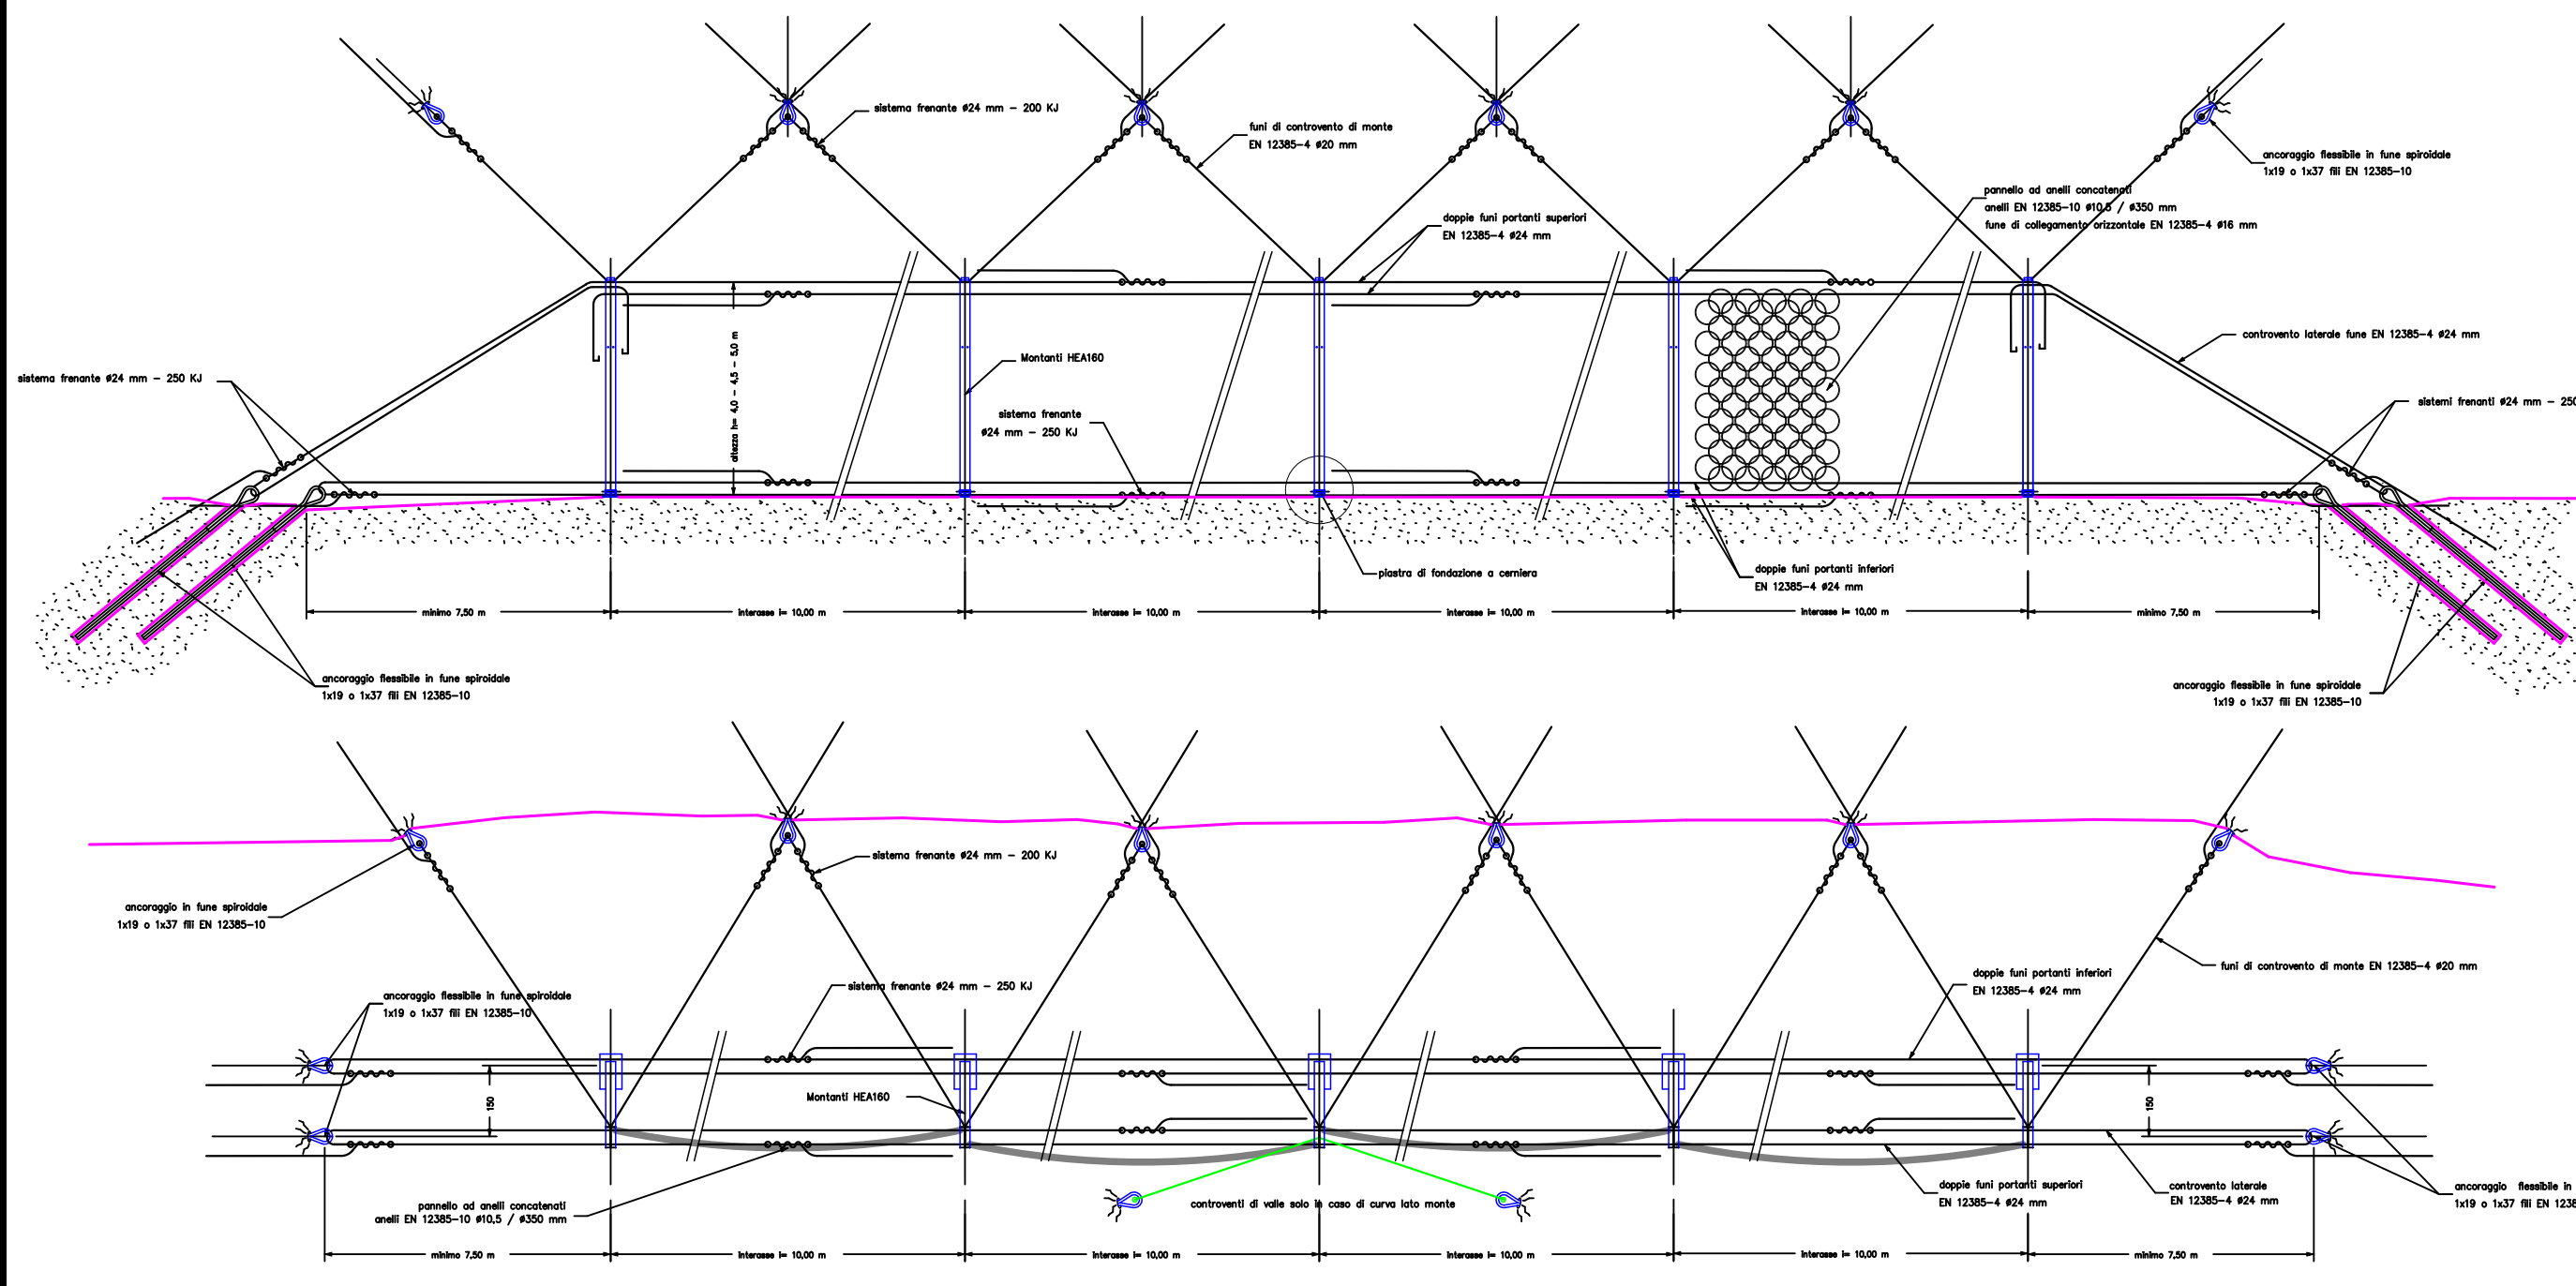 sistema frenante ø24 mm – 200 KJ
funi di controvento di monte
EN 12385-4 ø20 mm
ancoraggio flessibile in fune spiroidale
1x19 o 1x37 fili EN 12385-10
pannello ad anelli concatenati
anelli EN 12385-10 ø10,5 / ø350 mm
fune di collegamento orizzontale EN 12385-4 ø16 mm
doppie funi portanti superiori
EN 12385-4 ø24 mm
controvento laterale fune EN 12385-4 ø24 mm
altezza h= 4,0 – 4,5 – 5,0 m
Montanti HEA160
sistema frenante ø24 mm – 250 KJ
sistemi frenanti ø24 mm – 250
sistema frenante
ø24 mm – 250 KJ
piastra di fondazione a cerniera
doppie funi portanti inferiori
EN 12385-4 ø24 mm
minimo 7,50 m
interasse i= 10,00 m
interasse i= 10,00 m
interasse i= 10,00 m
interasse i= 10,00 m
minimo 7,50 m
ancoraggio flessibile in fune spiroidale
1x19 o 1x37 fili EN 12385-10
ancoraggio flessibile in fune spiroidale
1x19 o 1x37 fili EN 12385-10
sistema frenante ø24 mm – 200 KJ
ancoraggio in fune spiroidale
1x19 o 1x37 fili EN 12385-10
funi di controvento di monte EN 12385-4 ø20 mm
doppie funi portanti inferiori
EN 12385-4 ø24 mm
sistema frenante ø24 mm – 250 KJ
ancoraggio flessibile in fune spiroidale
1x19 o 1x37 fili EN 12385-10
150
Montanti HEA160
150
pannello ad anelli concatenati
anelli EN 12385-10 ø10,5 / ø350 mm
controventi di valle solo in caso di curva lato monte
doppie funi portanti superiori
EN 12385-4 ø24 mm
controvento laterale
EN 12385-4 ø24 mm
ancoraggio flessibile in
1x19 o 1x37 fili EN 1238
minimo 7,50 m
interasse i= 10,00 m
interasse i= 10,00 m
interasse i= 10,00 m
interasse i= 10,00 m
minimo 7,50 m